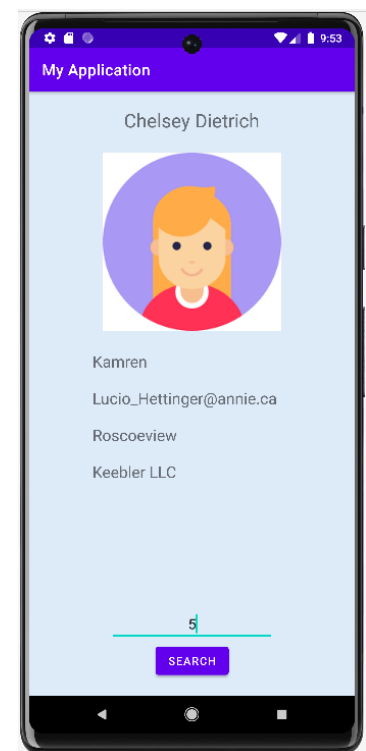 9:53
My Application
Chelsey Dietrich
Kamren
Lucio_Hettinger@annie.ca
Roscoeview
Keebler LLC
5
SEARCH